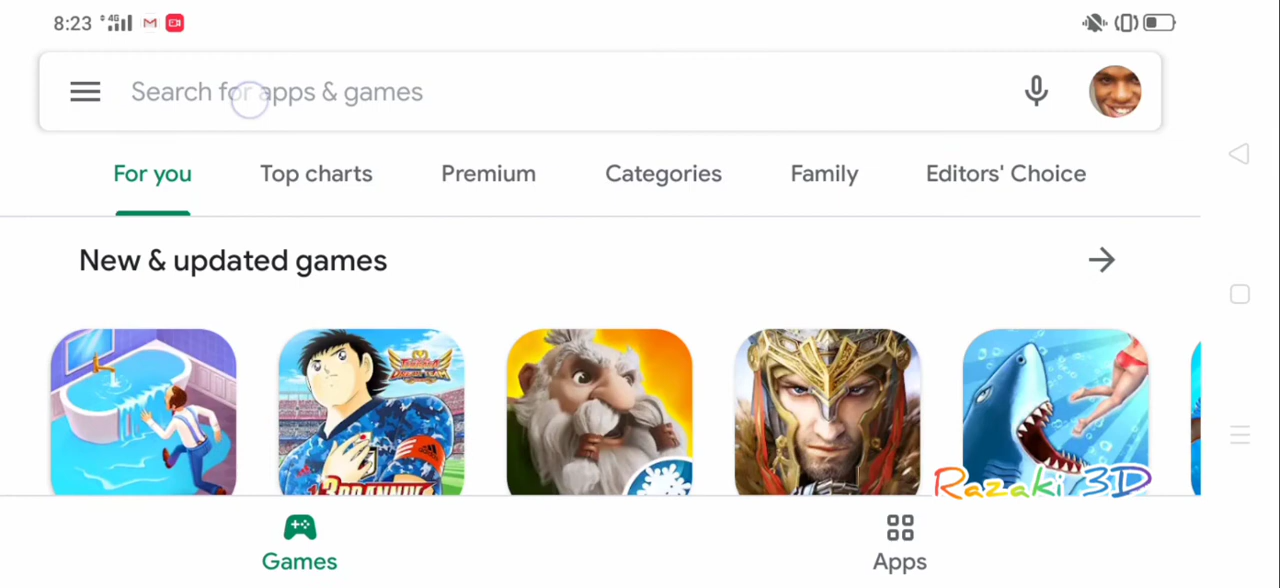 8:23 4G
Search for apps & games
For you Top charts Premium Categories Family Editors' Choice
New & updated games
Razaki 3D
Games Apps